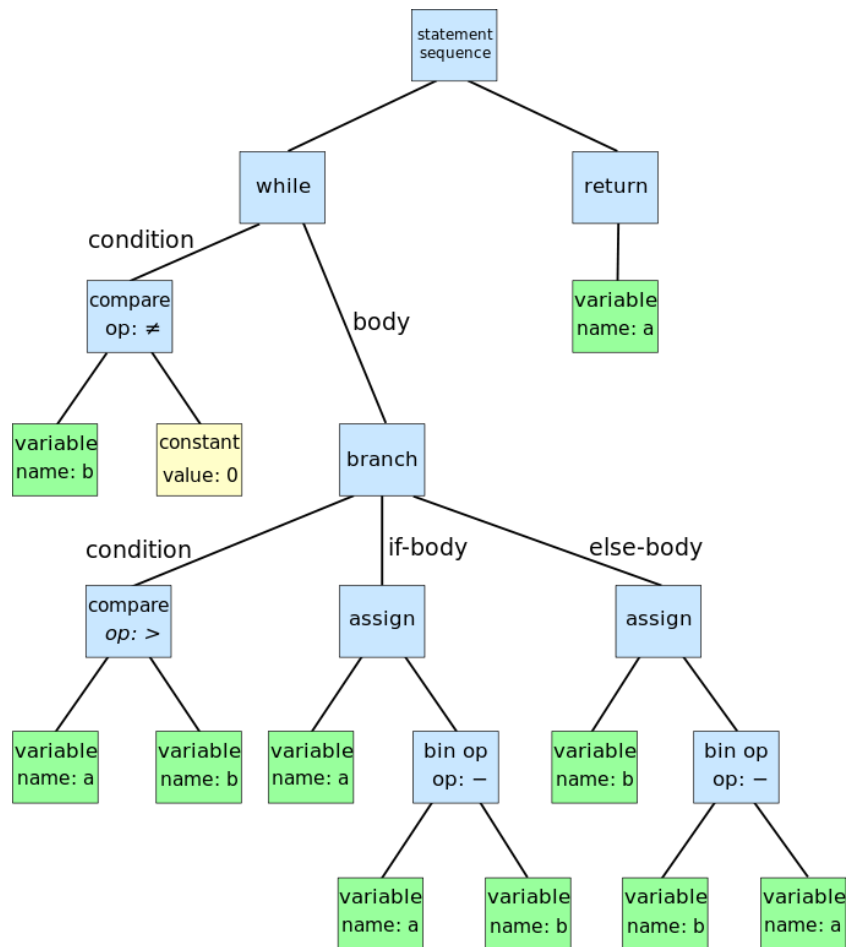 statement
sequence
while
return
condition
compare
op: ≠
body
variable
name: a
variable
name: b
constant
value: 0
branch
condition
if-body
else-body
compare
op: >
assign
assign
variable
name: a
variable
name: b
variable
name: a
bin op
op: −
variable
name: b
bin op
op: −
variable
name: a
variable
name: b
variable
name: b
variable
name: a